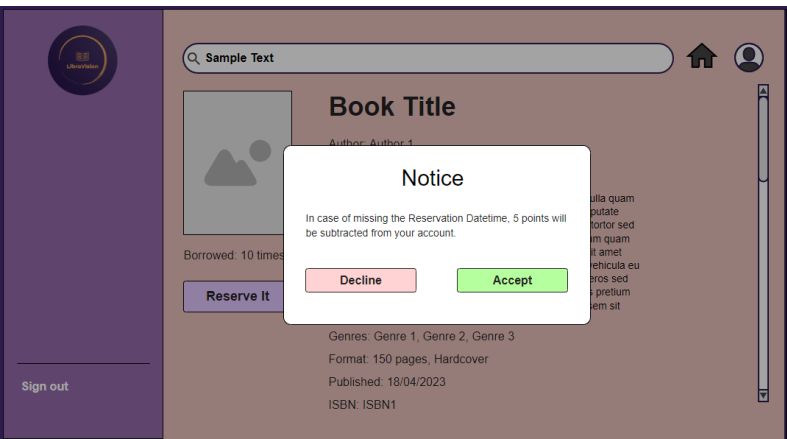 LibraVision
Sample Text
Book Title
Author: Author 1
Notice
In case of missing the Reservation Datetime, 5 points will
be subtracted from your account.
Decline
Accept
ulla quam
putate
tortor sed
quam
it amet
vehicula eu
eros sed
pretium
sem sit
Borrowed: 10 times
Reserve It
Genres: Genre 1, Genre 2, Genre 3
Format: 150 pages, Hardcover
Published: 18/04/2023
ISBN: ISBN1
Sign out